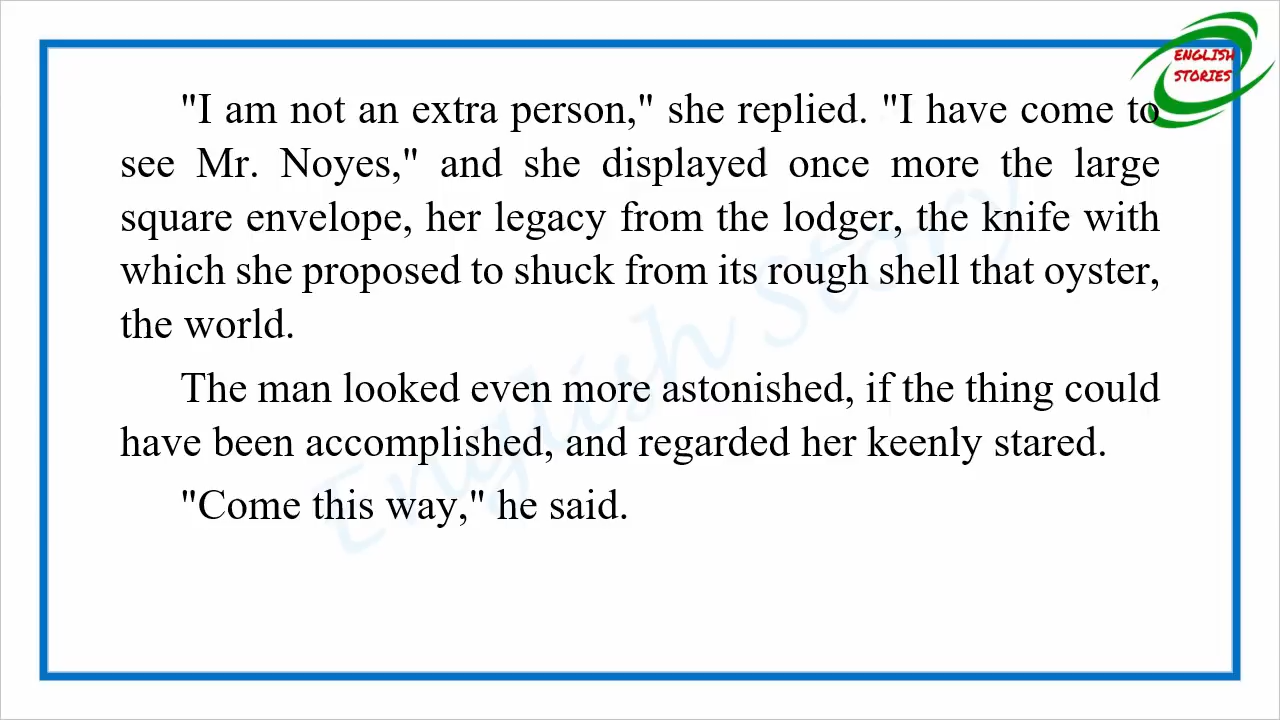 ENGLISH
STORIES
"I am not an extra person," she replied. "I have come to
see Mr. Noyes," and she displayed once more the large
square envelope, her legacy from the lodger, the knife with
which she proposed to shuck from its rough shell that oyster,
the world.
The man looked even more astonished, if the thing could
have been accomplished, and regarded her keenly stared.
"Come this way," he said.
English Story